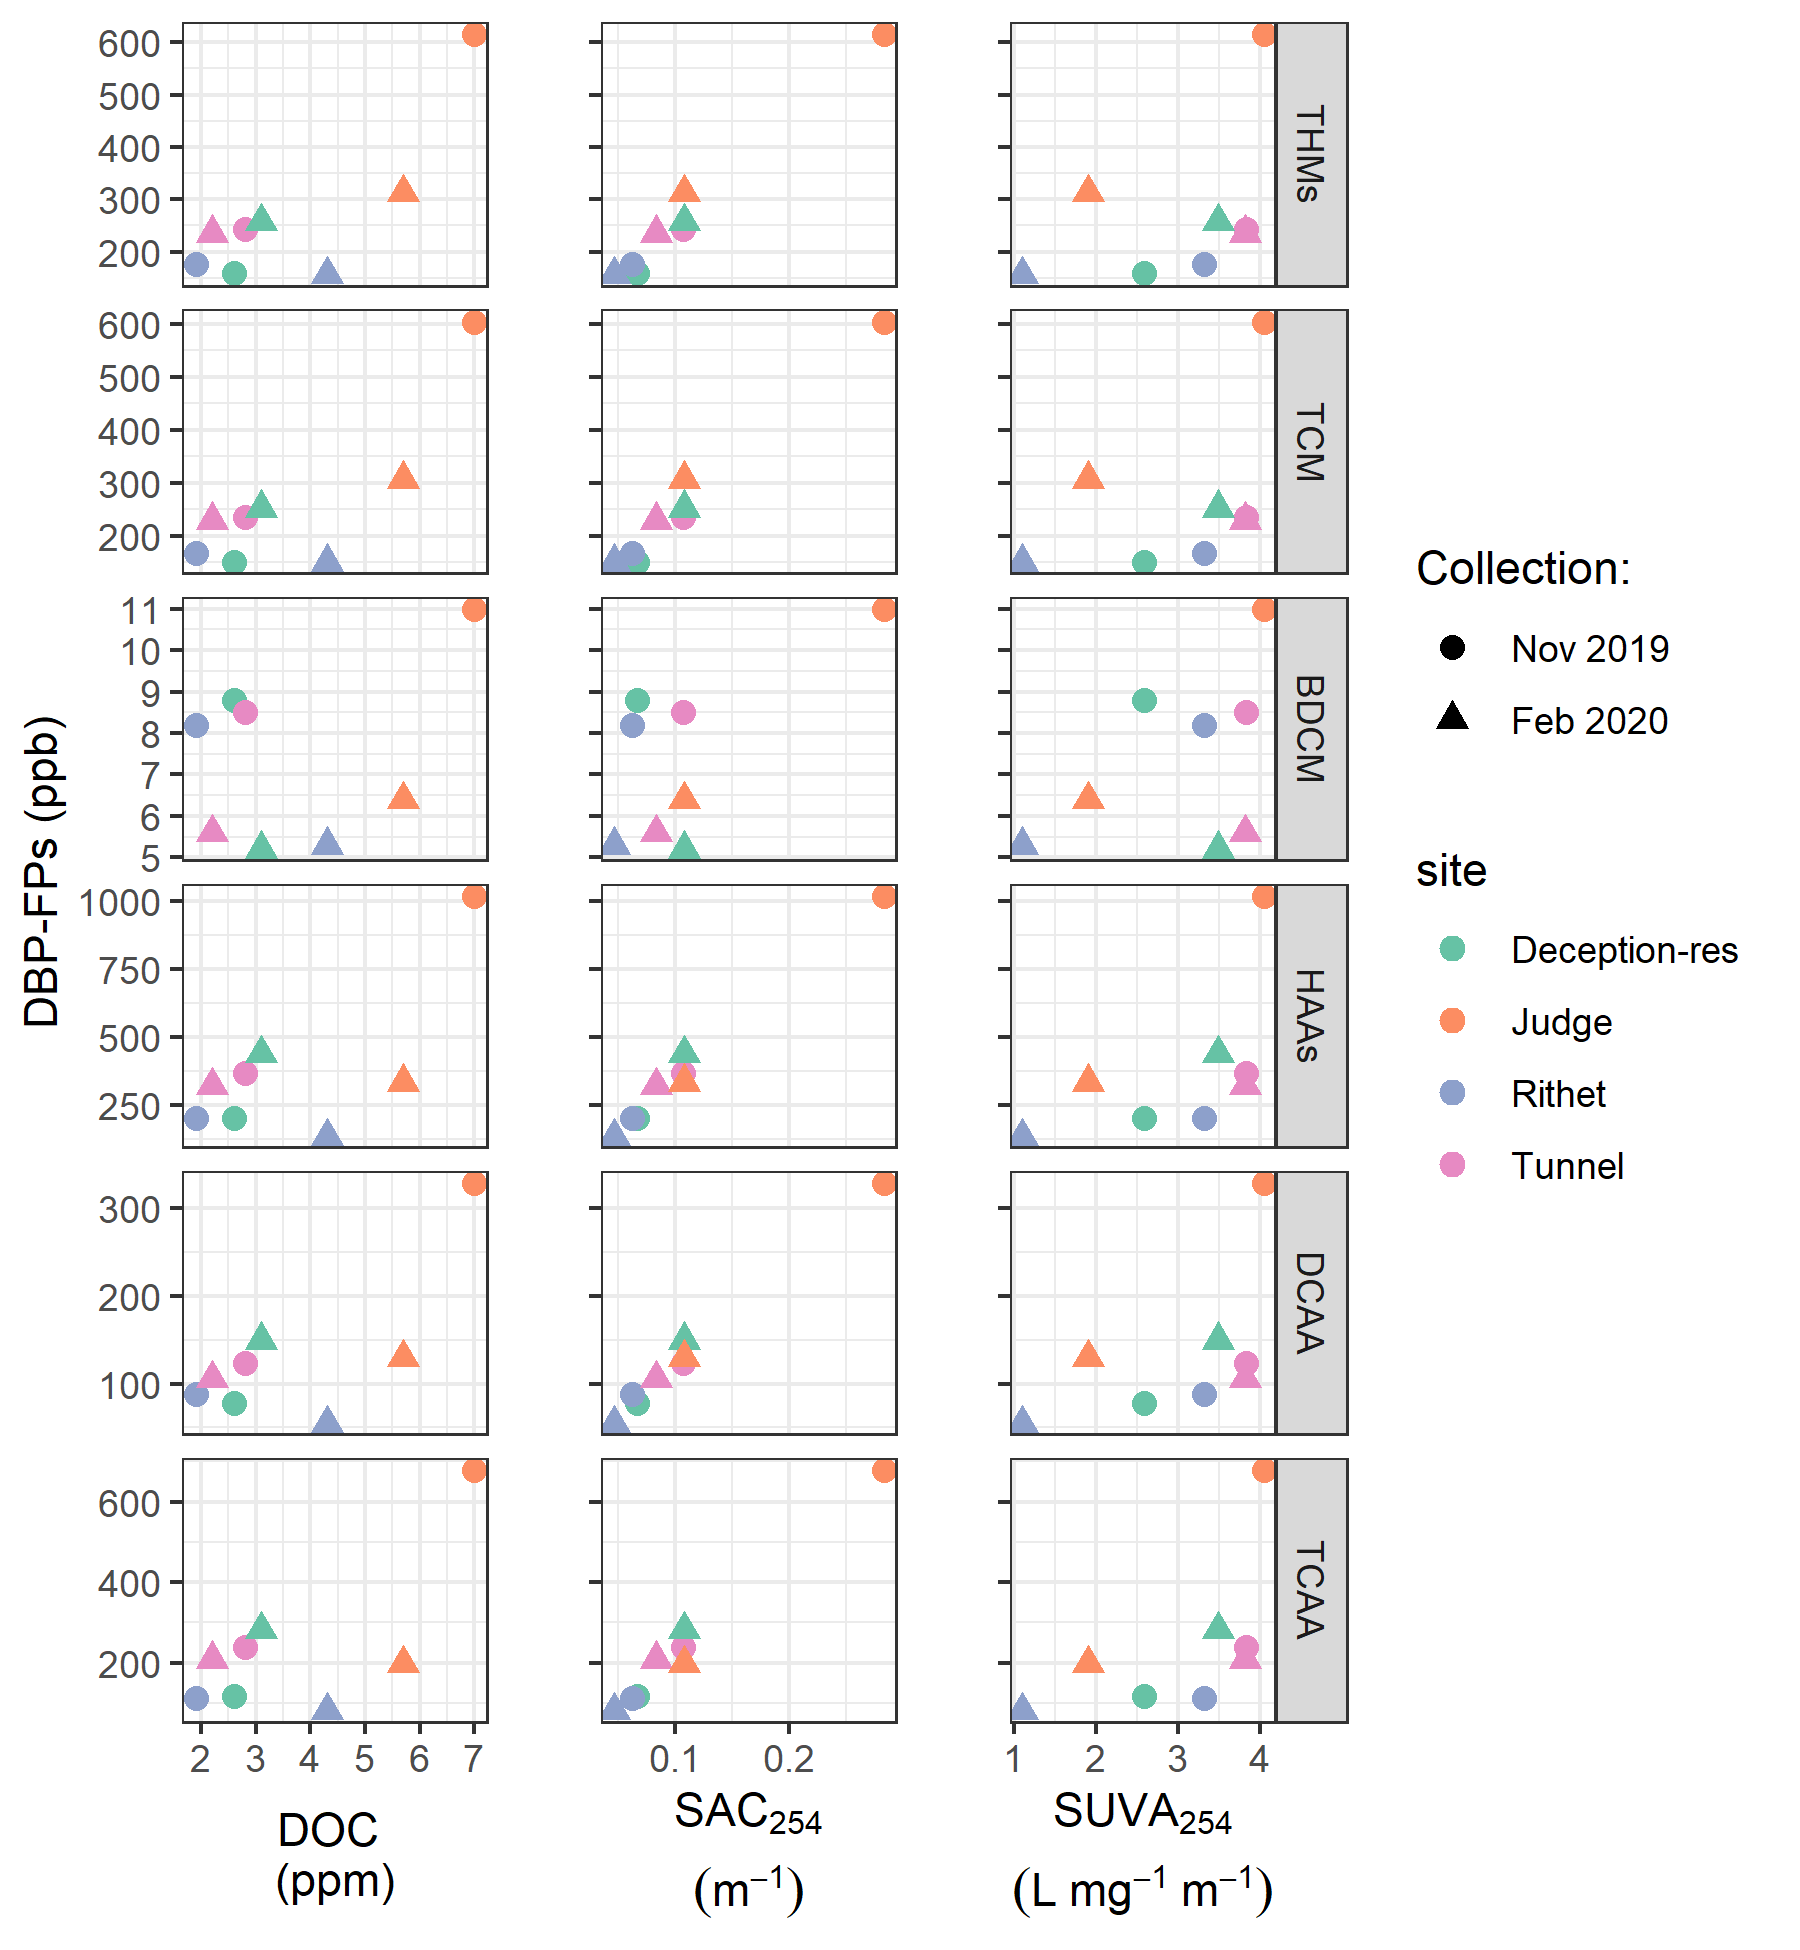 600
500
400
300
200
THMs
600
500
400
300
200
TCM
11
10
9
8
7
6
5
BDCM
1000
750
500
250
HAAs
300
200
100
DCAA
600
400
200
TCAA
DBP-FPs (ppb)
2 3 4 5 6 7
0.1 0.2
1 2 3 4
DOC
(ppm)
SAC₂₅₄
(m⁻¹)
SUVA₂₅₄
(L mg⁻¹ m⁻¹)
Collection:
Nov 2019
Feb 2020
site
Deception-res
Judge
Rithet
Tunnel